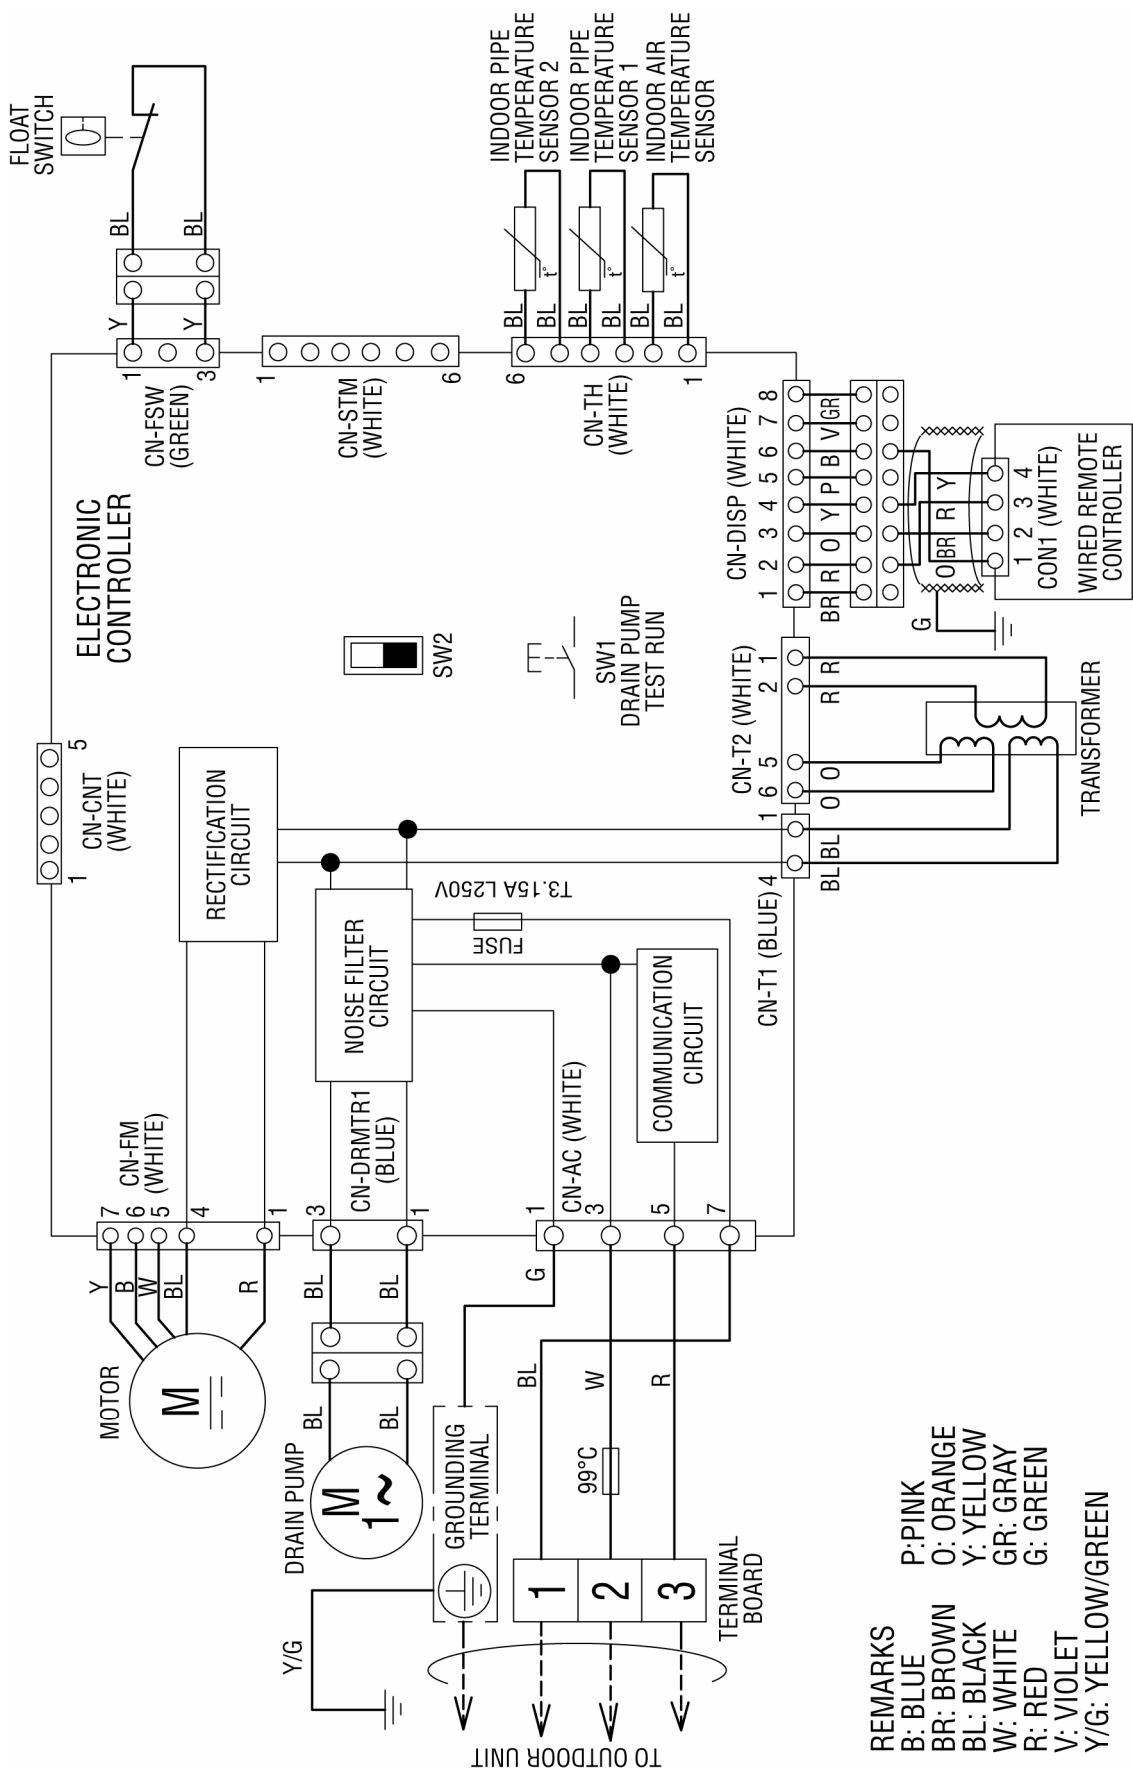 FLOAT
SWITCH
BL
BL
Y
Y
1
3
CN-FSW
(GREEN)
1
6
CN-STM
(WHITE)
INDOOR PIPE
TEMPERATURE
SENSOR 2
INDOOR PIPE
TEMPERATURE
SENSOR 1
INDOOR AIR
TEMPERATURE
SENSOR
t°
t°
t°
BL
BL
BL
BL
BL
BL
6
1
CN-TH
(WHITE)
ELECTRONIC
CONTROLLER
CN-DISP (WHITE)
1 2 3 4 5 6 7 8
BR R O Y P B V GR
O BR R Y
1 2 3 4
CON1 (WHITE)
WIRED REMOTE
CONTROLLER
G
SW2
SW1
DRAIN PUMP
TEST RUN
1 5
CN-CNT
(WHITE)
CN-T2 (WHITE)
6 5 2 1
O O R R
TRANSFORMER
CN-T1 (BLUE)
4 1
BL BL
RECTIFICATION
CIRCUIT
NOISE FILTER
CIRCUIT
T3.15A L250V
FUSE
COMMUNICATION
CIRCUIT
CN-FM
(WHITE)
7
6
5
4
1
Y
B
W
BL
R
MOTOR
M
CN-DRMTR1
(BLUE)
3
1
BL
BL
BL
BL
DRAIN PUMP
M
1~
CN-AC (WHITE)
1
3
5
7
G
BL
W
R
99°C
GROUNDING
TERMINAL
Y/G
1
2
3
TERMINAL
BOARD
TO OUTDOOR UNIT
REMARKS
B: BLUE
BR: BROWN
BL: BLACK
W: WHITE
R: RED
V: VIOLET
Y/G: YELLOW/GREEN
P:PINK
O: ORANGE
Y: YELLOW
GR: GRAY
G: GREEN